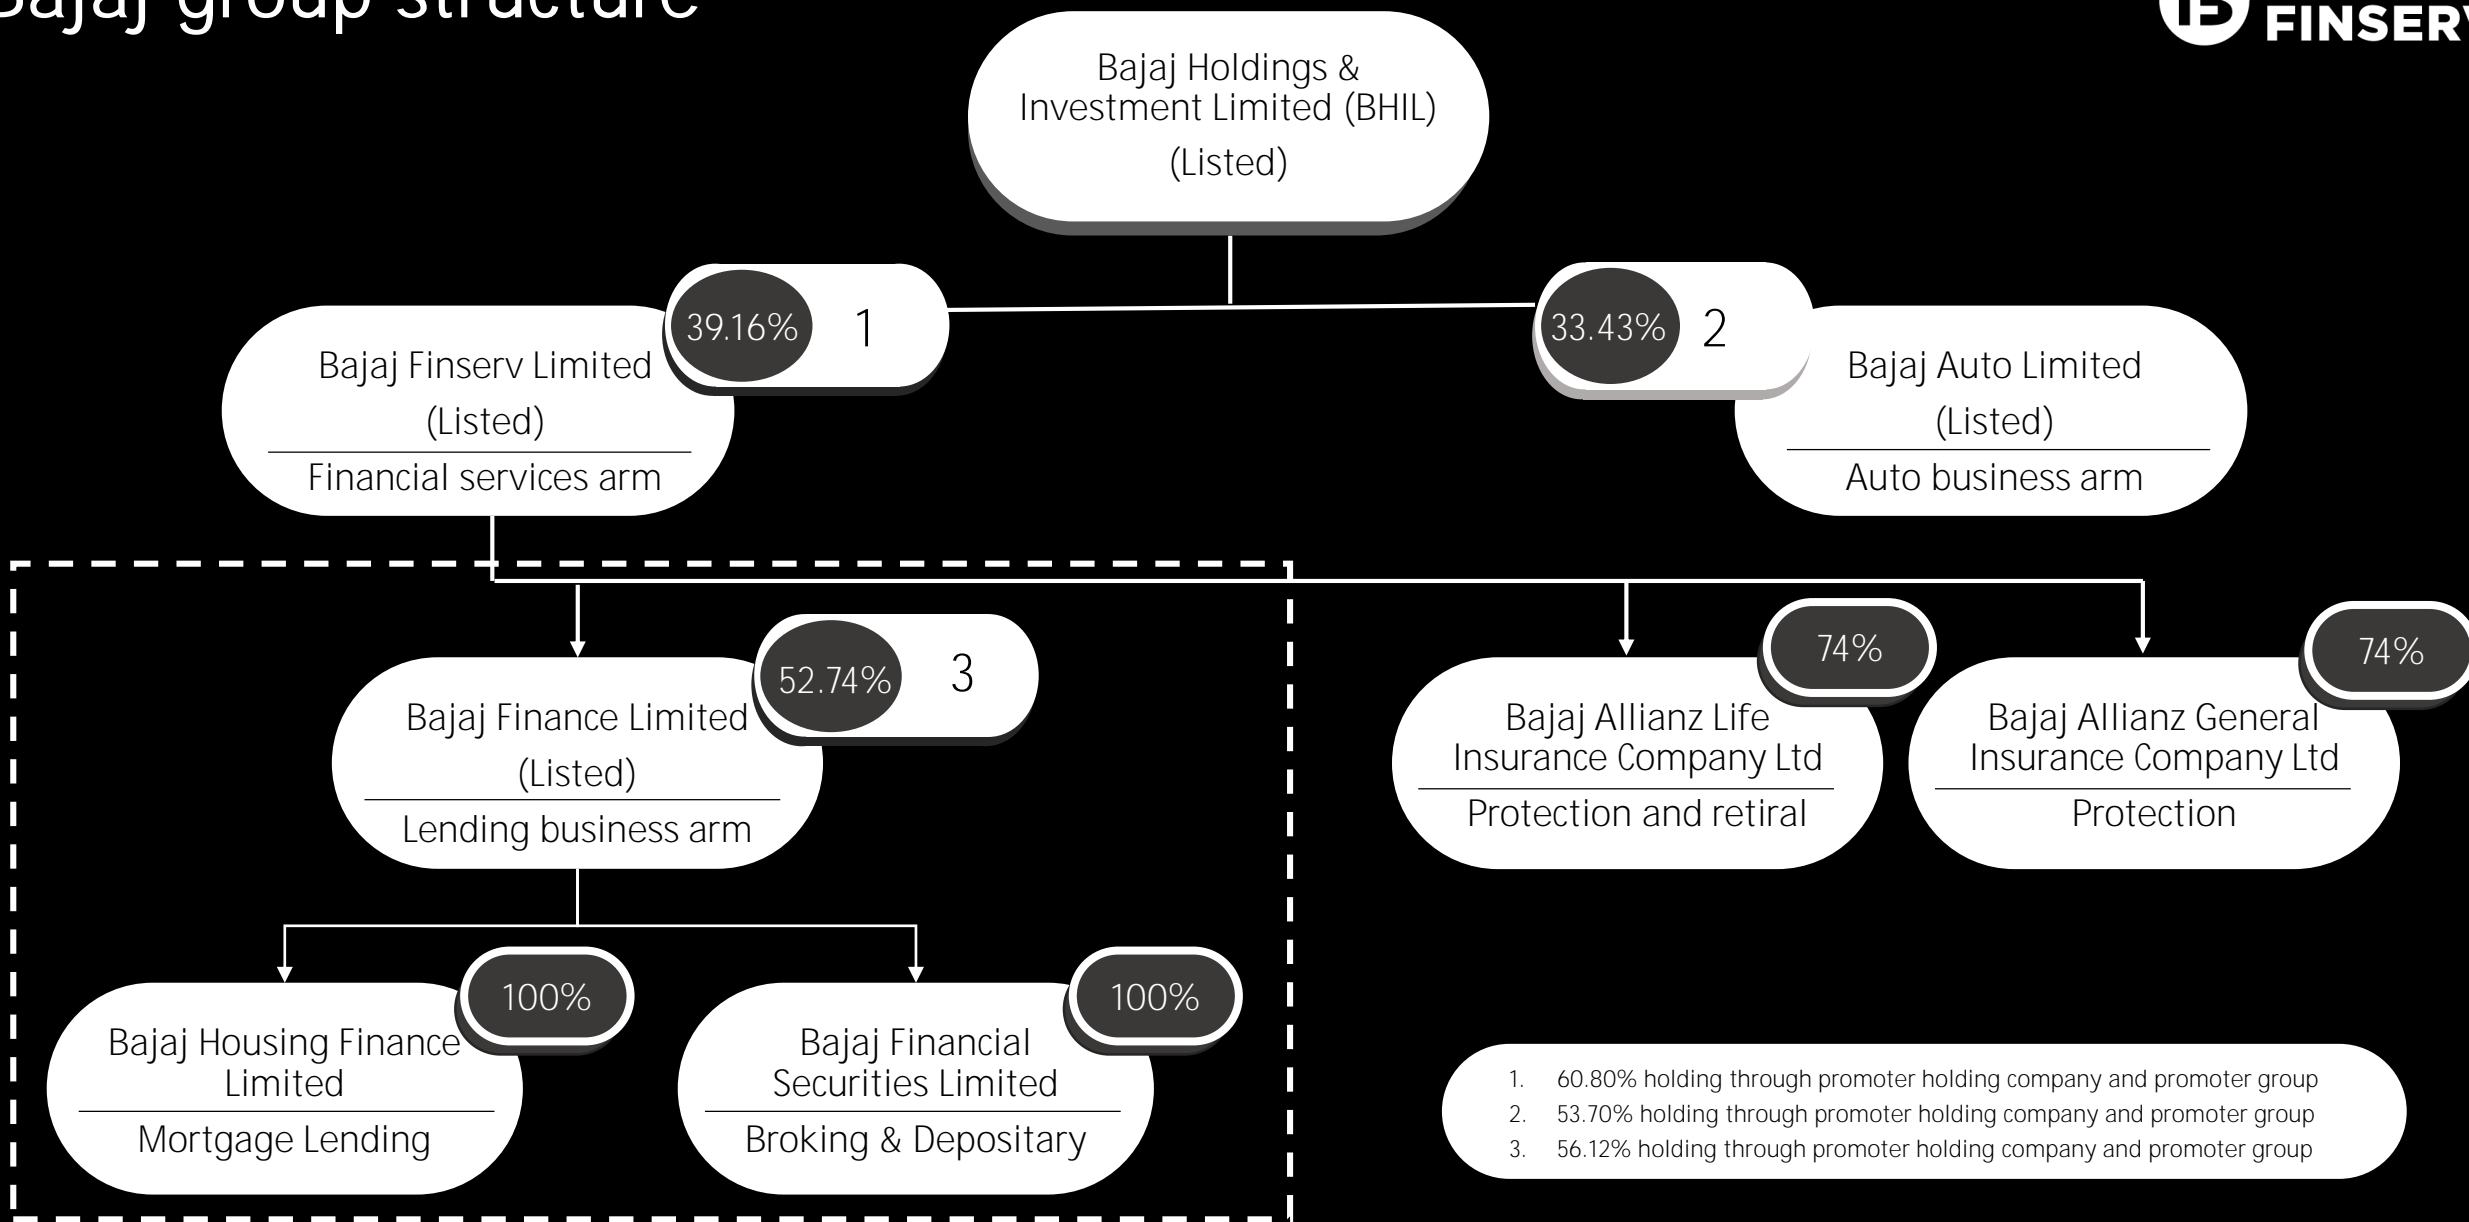 Bajaj group structure
FINSERV
Bajaj Holdings &
Investment Limited (BHIL)
(Listed)
39.16% 1
33.43% 2
Bajaj Finserv Limited
(Listed)
Financial services arm
Bajaj Auto Limited
(Listed)
Auto business arm
52.74% 3
74%
74%
Bajaj Finance Limited
(Listed)
Lending business arm
Bajaj Allianz Life
Insurance Company Ltd
Protection and retiral
Bajaj Allianz General
Insurance Company Ltd
Protection
100%
100%
Bajaj Housing Finance
Limited
Mortgage Lending
Bajaj Financial
Securities Limited
Broking & Depositary
1. 60.80% holding through promoter holding company and promoter group
2. 53.70% holding through promoter holding company and promoter group
3. 56.12% holding through promoter holding company and promoter group